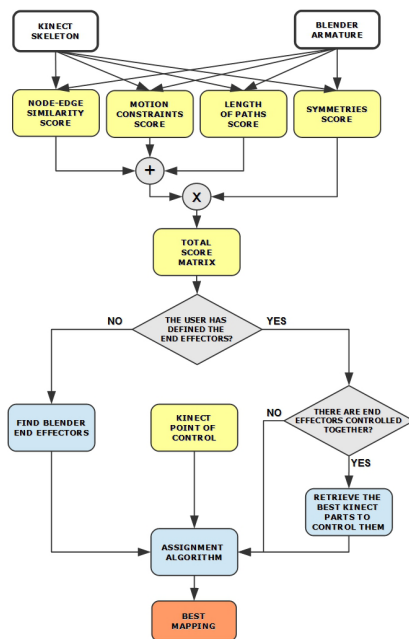 KINECT
SKELETON
BLENDER
ARMATURE
NODE-EDGE
SIMILARITY
SCORE
MOTION
CONSTRAINTS
SCORE
LENGTH
OF PATHS
SCORE
SYMMETRIES
SCORE
+
X
TOTAL
SCORE
MATRIX
NO
THE USER HAS
DEFINED THE
END EFFECTORS?
YES
FIND BLENDER
END EFFECTORS
KINECT
POINT OF
CONTROL
NO
THERE ARE END
EFFECTORS CONTROLLED
TOGETHER?
YES
RETRIEVE THE
BEST KINECT
PARTS TO
CONTROL THEM
ASSIGNMENT
ALGORITHM
BEST
MAPPING